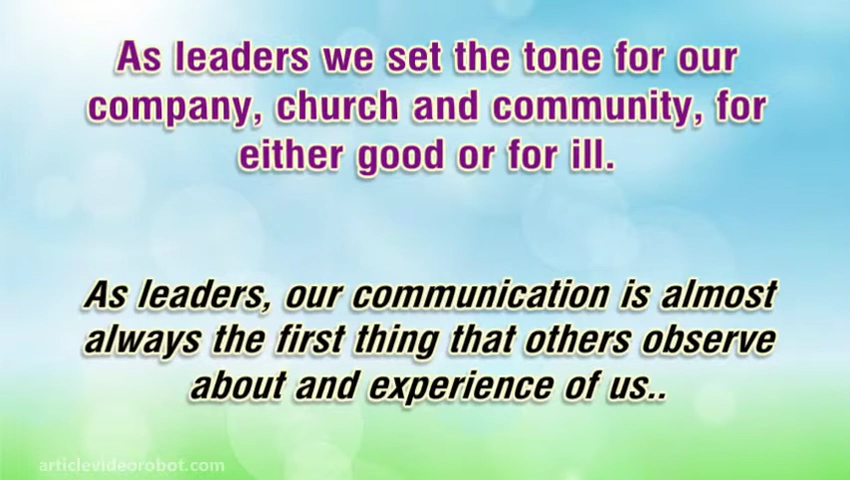 As leaders we set the tone for our
company, church and community, for
either good or for ill.
As leaders, our communication is almost
always the first thing that others observe
about and experience of us..
articlevideorobot.com